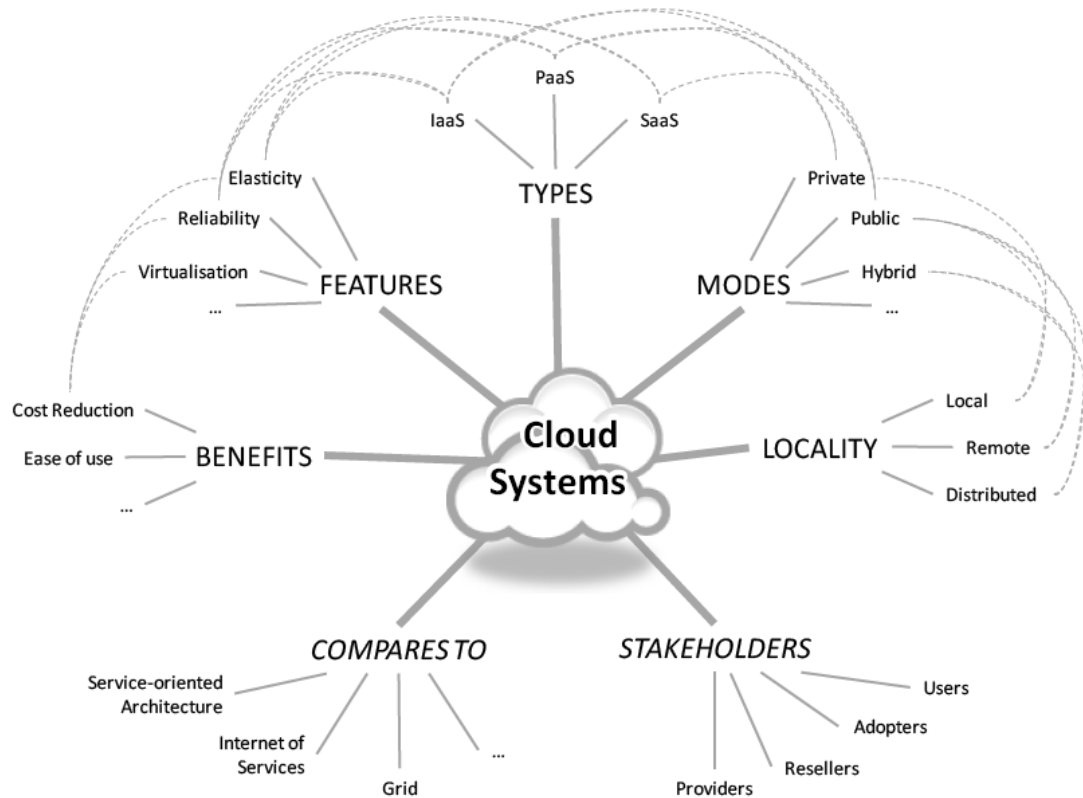 PaaS
IaaS
SaaS
TYPES
Elasticity
Reliability
Virtualisation
...
FEATURES
Private
Public
Hybrid
...
MODES
Cost Reduction
Ease of use
...
BENEFITS
Cloud
Systems
LOCALITY
Local
Remote
Distributed
COMPARES TO
Service-oriented
Architecture
Internet of
Services
Grid
...
STAKEHOLDERS
Users
Adopters
Resellers
Providers